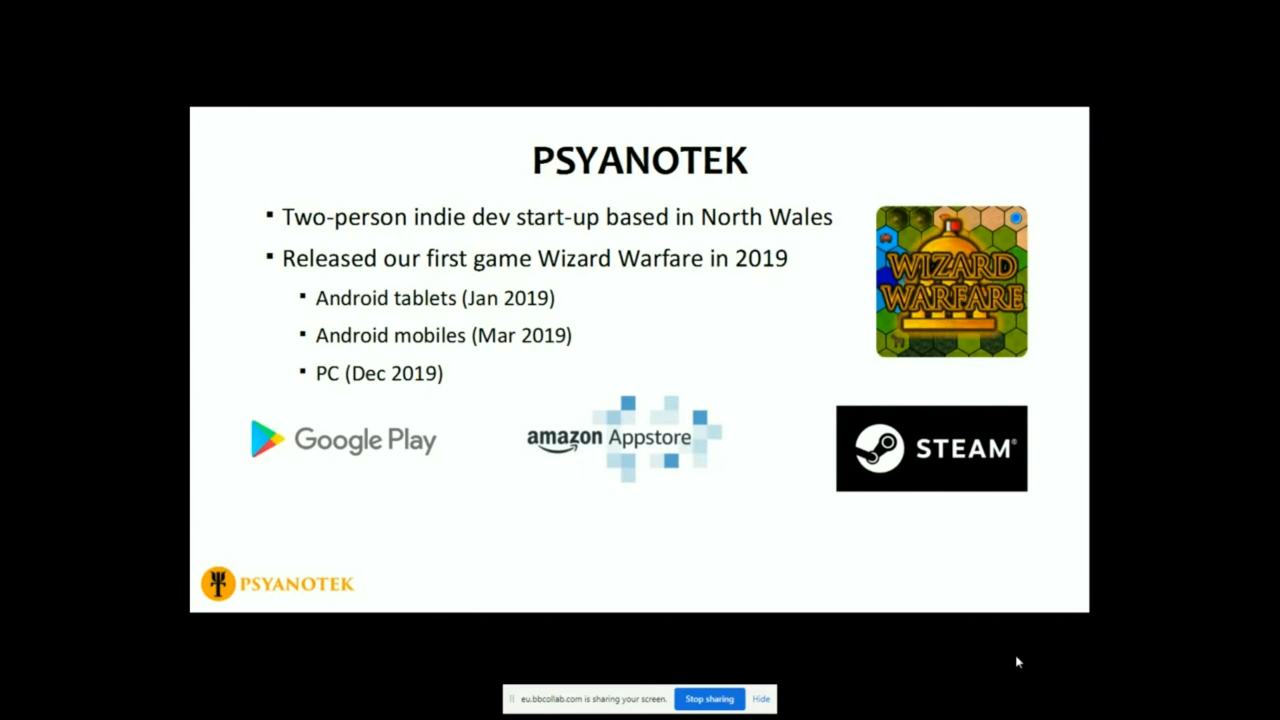 PSYANOTEK
Two-person indie dev start-up based in North Wales
Released our first game Wizard Warfare in 2019
Android tablets (Jan 2019)
Android mobiles (Mar 2019)
PC (Dec 2019)
WIZARD
WARFARE
Google Play
amazon Appstore
STEAM®
PSYANOTEK
eu.bbcollab.com is sharing your screen.
Stop sharing
Hide